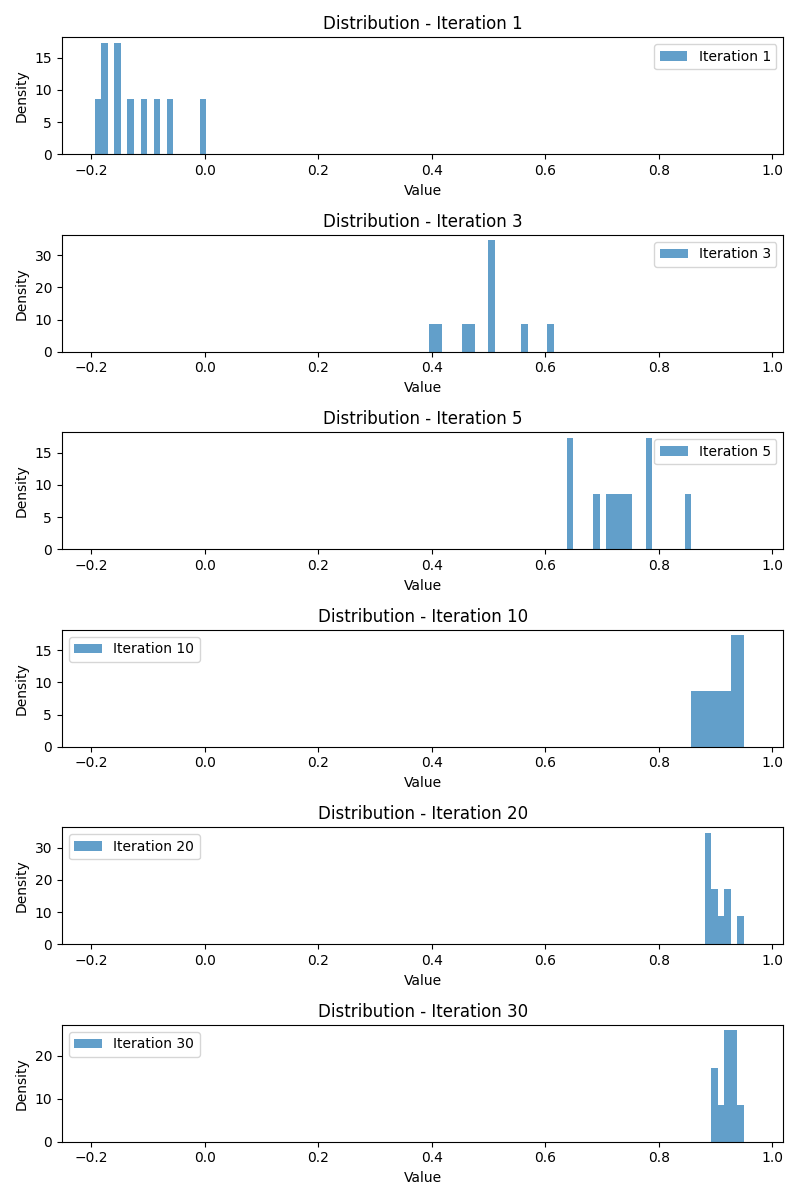 Distribution - Iteration 1
Density
15
10
5
0
Iteration 1
−0.2 0.0 0.2 0.4 0.6 0.8 1.0
Value
Distribution - Iteration 3
Density
30
20
10
0
Iteration 3
−0.2 0.0 0.2 0.4 0.6 0.8 1.0
Value
Distribution - Iteration 5
Density
15
10
5
0
Iteration 5
−0.2 0.0 0.2 0.4 0.6 0.8 1.0
Value
Distribution - Iteration 10
Density
15
10
5
0
Iteration 10
−0.2 0.0 0.2 0.4 0.6 0.8 1.0
Value
Distribution - Iteration 20
Density
30
20
10
0
Iteration 20
−0.2 0.0 0.2 0.4 0.6 0.8 1.0
Value
Distribution - Iteration 30
Density
20
10
0
Iteration 30
−0.2 0.0 0.2 0.4 0.6 0.8 1.0
Value